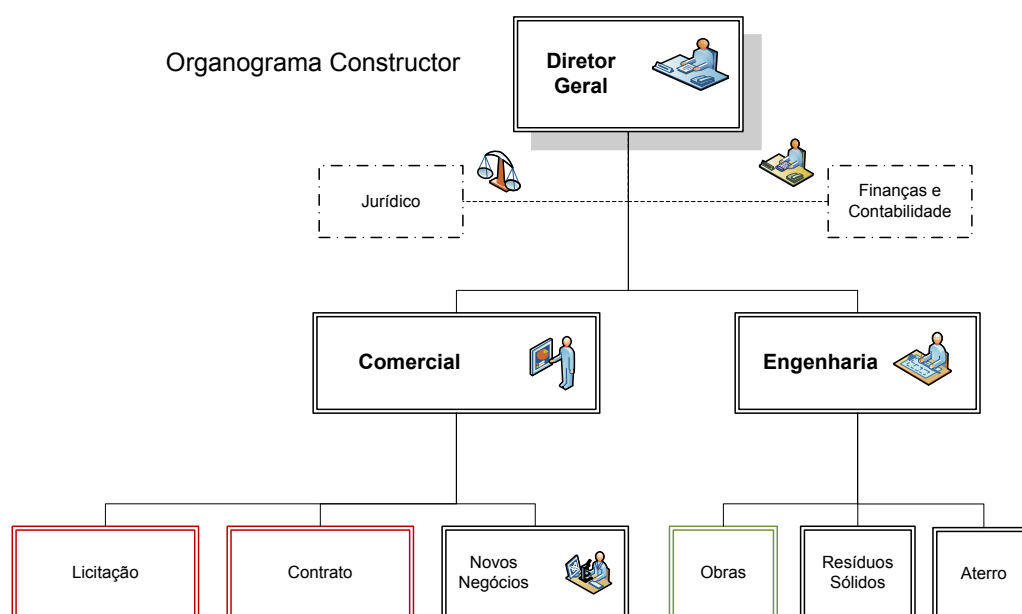 Organograma Constructor
Diretor
Geral
Jurídico
Finanças e
Contabilidade
Comercial
Engenharia
Licitação
Contrato
Novos
Negócios
Obras
Resíduos
Sólidos
Aterro